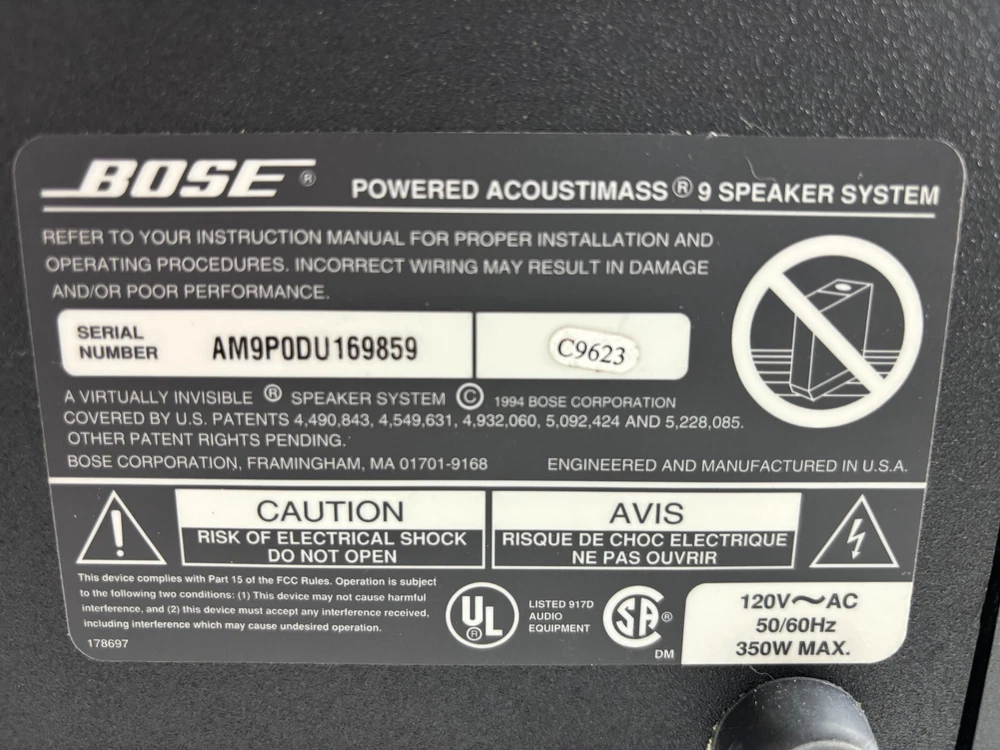 BOSE®
POWERED ACOUSTIMASS® 9 SPEAKER SYSTEM
REFER TO YOUR INSTRUCTION MANUAL FOR PROPER INSTALLATION AND
OPERATING PROCEDURES. INCORRECT WIRING MAY RESULT IN DAMAGE
AND/OR POOR PERFORMANCE.
SERIAL
NUMBER
AM9P0DU169859
C9623
A VIRTUALLY INVISIBLE ® SPEAKER SYSTEM © 1994 BOSE CORPORATION
COVERED BY U.S. PATENTS 4,490,843, 4,549,631, 4,932,060, 5,092,424 AND 5,228,085.
OTHER PATENT RIGHTS PENDING.
BOSE CORPORATION, FRAMINGHAM, MA 01701-9168
ENGINEERED AND MANUFACTURED IN U.S.A.
CAUTION
RISK OF ELECTRICAL SHOCK
DO NOT OPEN
AVIS
RISQUE DE CHOC ELECTRIQUE
NE PAS OUVRIR
This device complies with Part 15 of the FCC Rules. Operation is subject
to the following two conditions: (1) This device may not cause harmful
interference, and (2) this device must accept any interference received,
including interference which may cause undesired operation.
178697
UL®
LISTED 917D
AUDIO
EQUIPMENT
SA®
DM
120V~AC
50/60Hz
350W MAX.